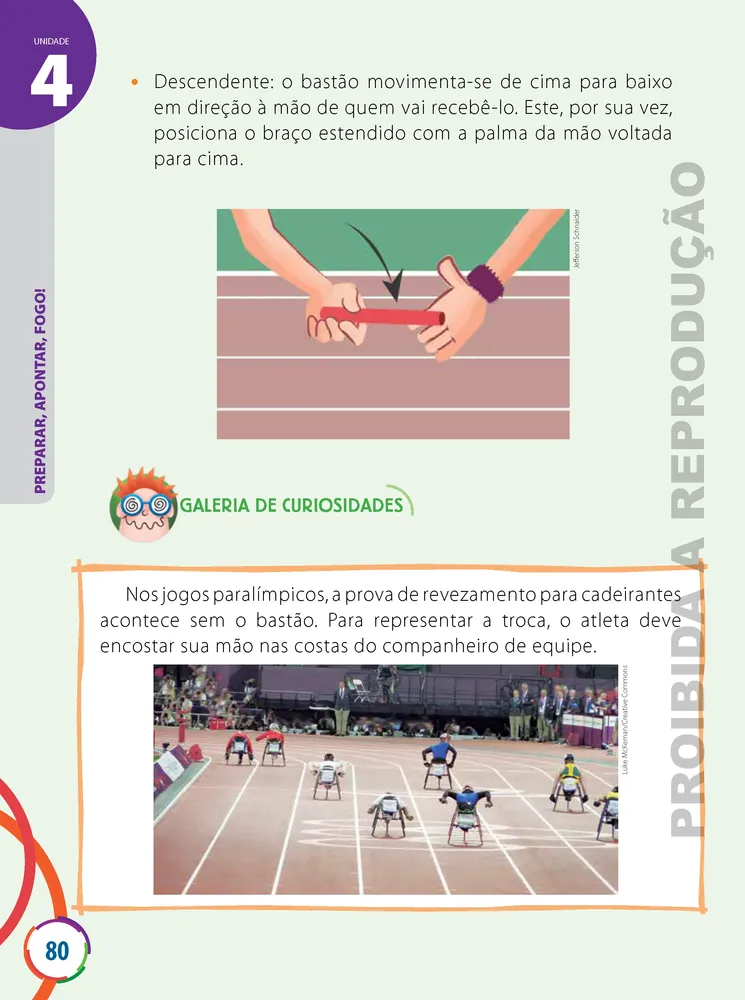 UNIDADE
4
• Descendente: o bastão movimenta-se de cima para baixo
em direção à mão de quem vai recebê-lo. Este, por sua vez,
posiciona o braço estendido com a palma da mão voltada
para cima.
Jefferson Schnaider
PREPARAR, APONTAR, FOGO!
GALERIA DE CURIOSIDADES
Nos jogos paralímpicos, a prova de revezamento para cadeirantes
acontece sem o bastão. Para representar a troca, o atleta deve
encostar sua mão nas costas do companheiro de equipe.
Luke McKernan/Creative Commons
PROIBIDA A REPRODUÇÃO
80